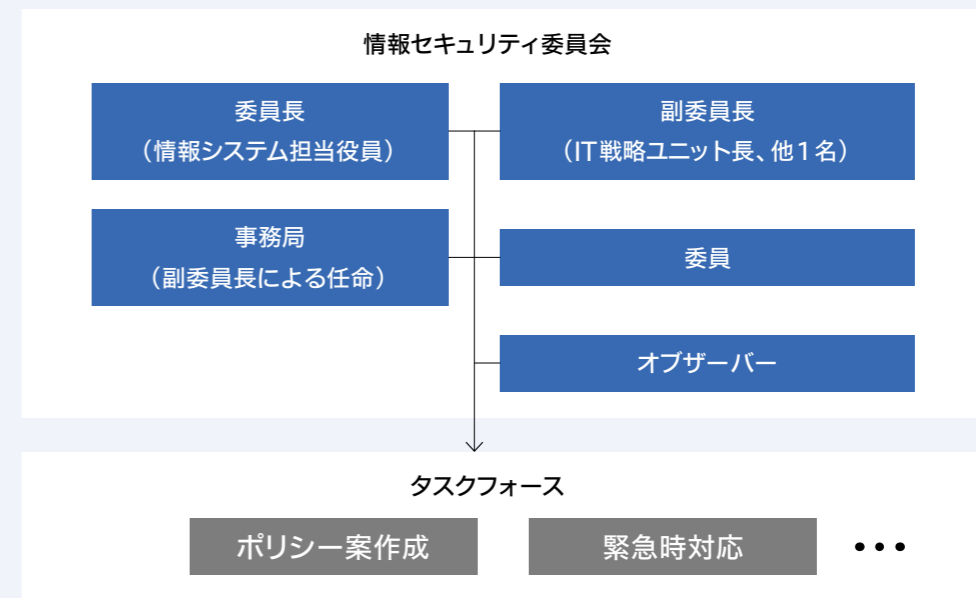 情報セキュリティ委員会
委員長
（情報システム担当役員）
副委員長
（IT戦略ユニット長、他1名）
事務局
（副委員長による任命）
委員
オブザーバー
タスクフォース
ポリシー案作成
緊急時対応
•••